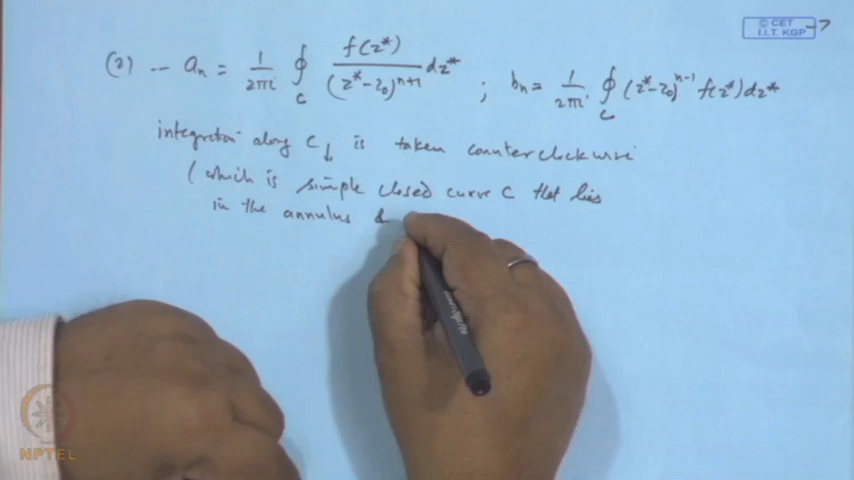 © CET
I.I.T. KGP
-7
(2) -- aₙ = 1/2πi ∮_C f(z*)/(z*-z₀)ⁿ⁺¹ dz* ; bₙ = 1/2πi ∮_C (z*-z₀)ⁿ⁻¹ f(z*)dz*
integration along C ↓ is taken counterclockwise
(which is simple closed curve C that lies
in the annulus &
NPTEL